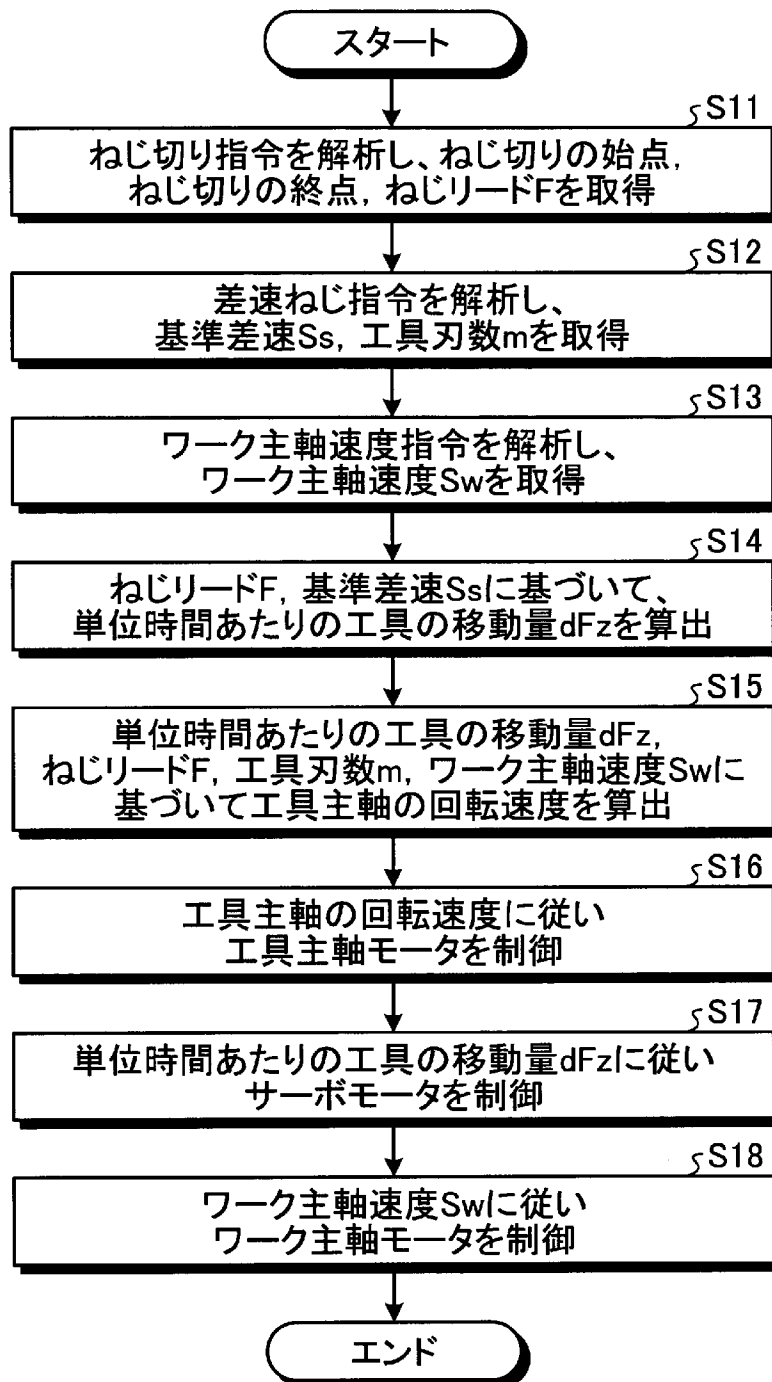 スタート
S11
ねじ切り指令を解析し、ねじ切りの始点,
ねじ切りの終点, ねじリードFを取得
S12
差速ねじ指令を解析し、
基準差速Ss, 工具刃数mを取得
S13
ワーク主軸速度指令を解析し、
ワーク主軸速度Swを取得
S14
ねじリードF, 基準差速Ssに基づいて、
単位時間あたりの工具の移動量dFzを算出
S15
単位時間あたりの工具の移動量dFz,
ねじリードF, 工具刃数m, ワーク主軸速度Swに
基づいて工具主軸の回転速度を算出
S16
工具主軸の回転速度に従い
工具主軸モータを制御
S17
単位時間あたりの工具の移動量dFzに従い
サーボモータを制御
S18
ワーク主軸速度Swに従い
ワーク主軸モータを制御
エンド